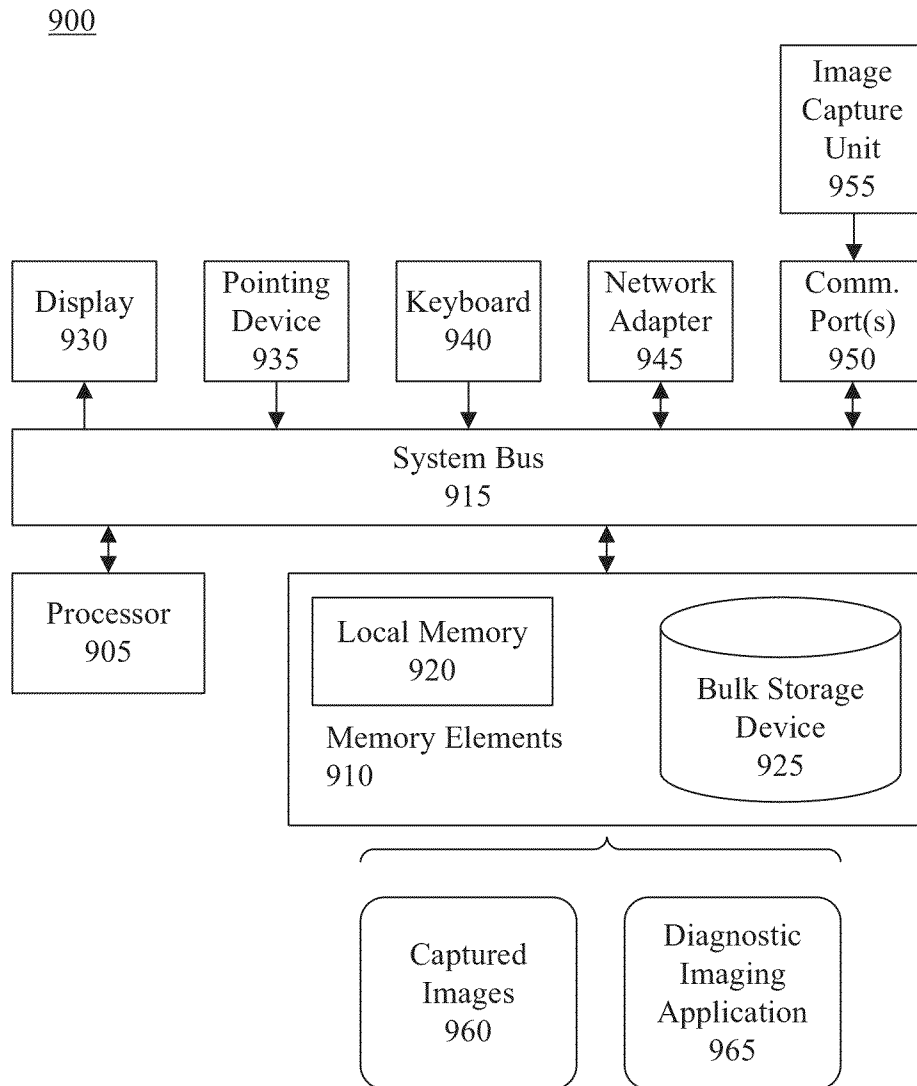 900
Image
Capture
Unit
955
Display
930
Pointing
Device
935
Keyboard
940
Network
Adapter
945
Comm.
Port(s)
950
System Bus
915
Processor
905
Local Memory
920
Memory Elements
910
Bulk Storage
Device
925
Captured
Images
960
Diagnostic
Imaging
Application
965